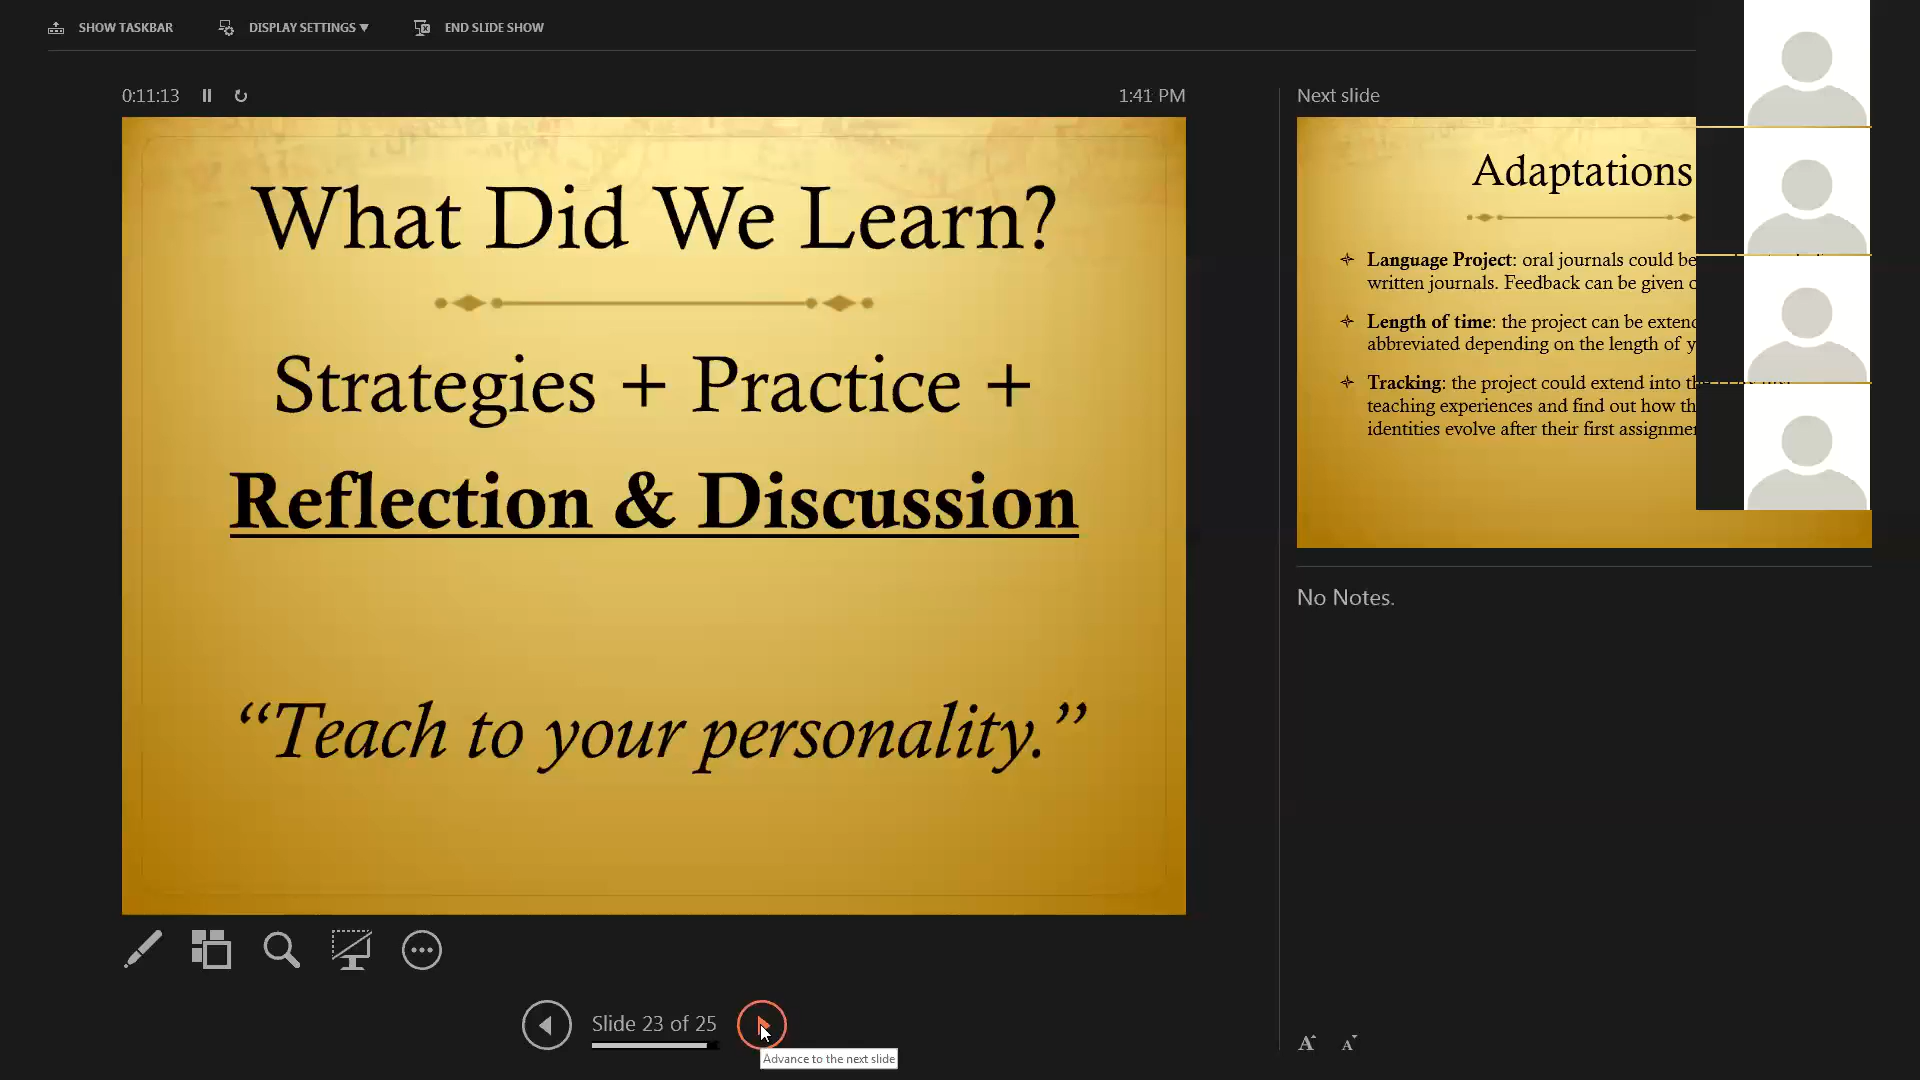 SHOW TASKBAR
DISPLAY SETTINGS ▼
END SLIDE SHOW
0:11:13
1:41 PM
What Did We Learn?
Strategies + Practice +
Reflection & Discussion
“Teach to your personality.”
Slide 23 of 25
Advance to the next slide
Next slide
Adaptations
Language Project: oral journals could be
written journals. Feedback can be given
Length of time: the project can be
abbreviated depending on the length of
Tracking: the project could extend into
teaching experiences and find out how
identities evolve after their first
No Notes.
A A